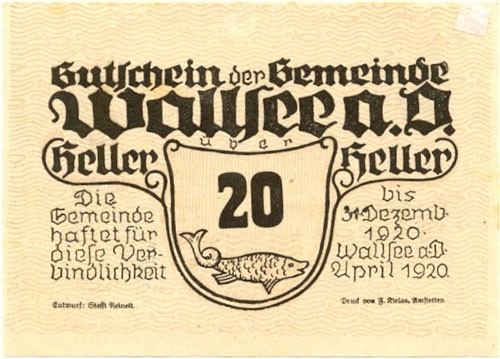 Gutschein der Gemeinde
Wallsee a.D.
über
Heller 20 Heller
Die
Gemeinde
haftet für
diese Ver-
bindlichkeit
bis
31.Dezemb.
1920.
Wallsee a.D.
April 1920.
Entwurf: Steffi Reinelt.
Druck von F. Kielas, Amstetten